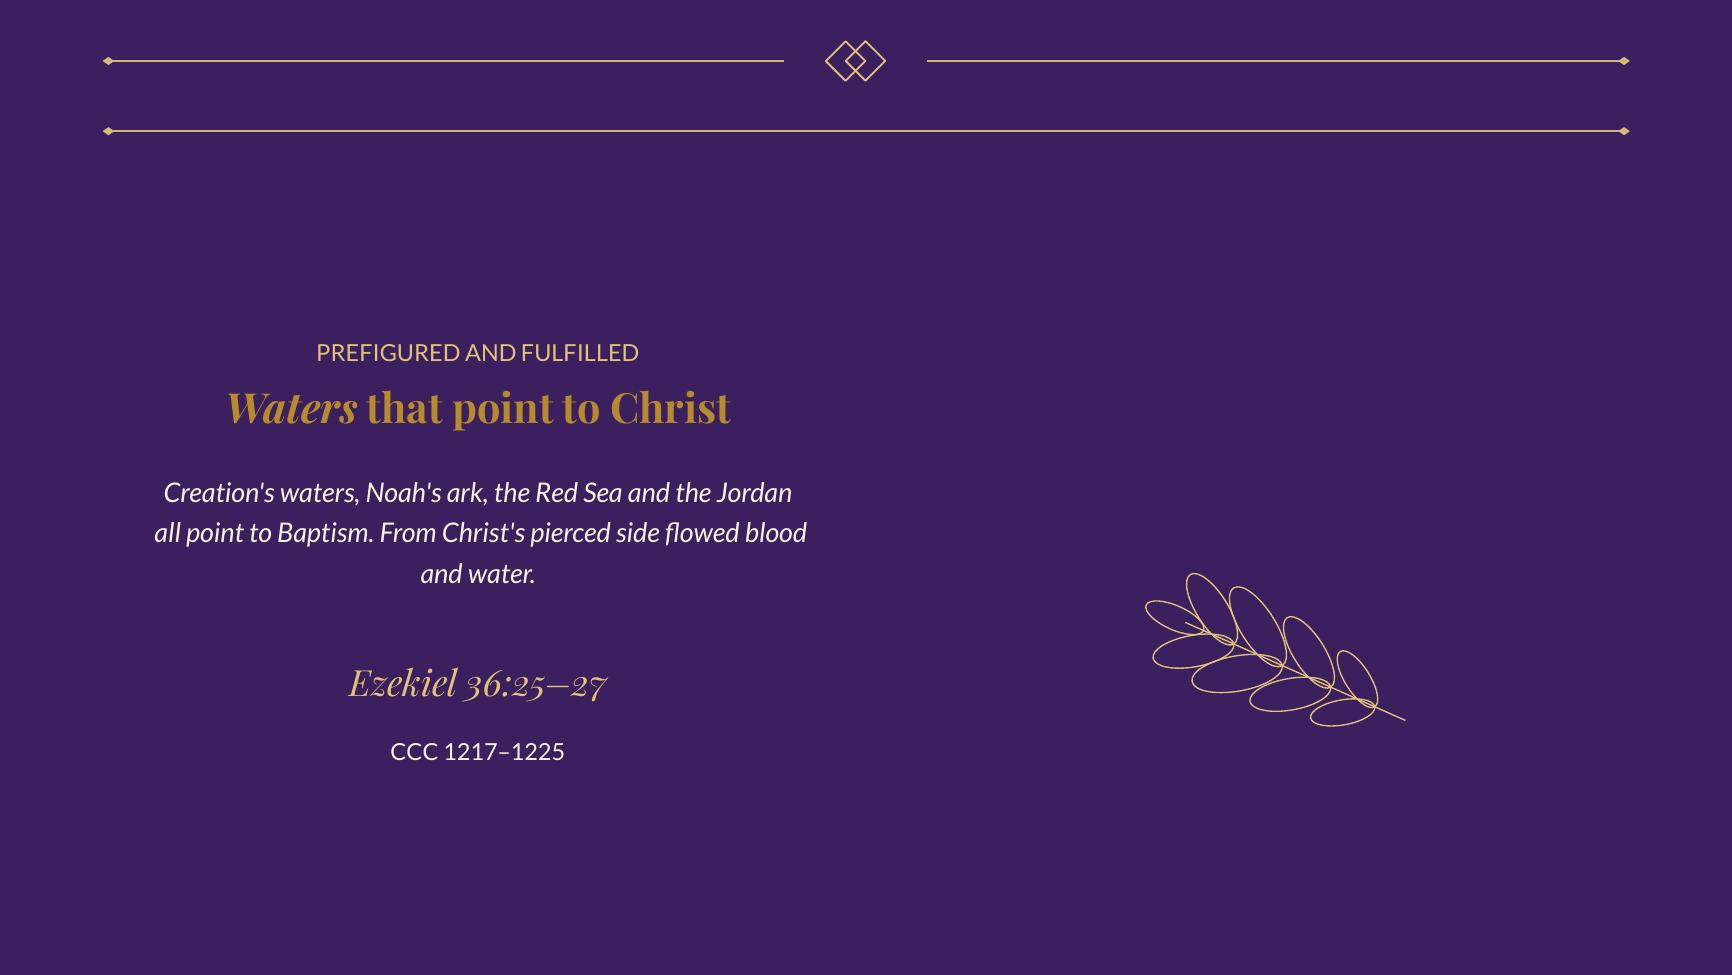 PREFIGURED AND FULFILLED
Waters that point to Christ
Creation's waters, Noah's ark, the Red Sea and the Jordan
all point to Baptism. From Christ's pierced side flowed blood
and water.
Ezekiel 36:25–27
CCC 1217–1225